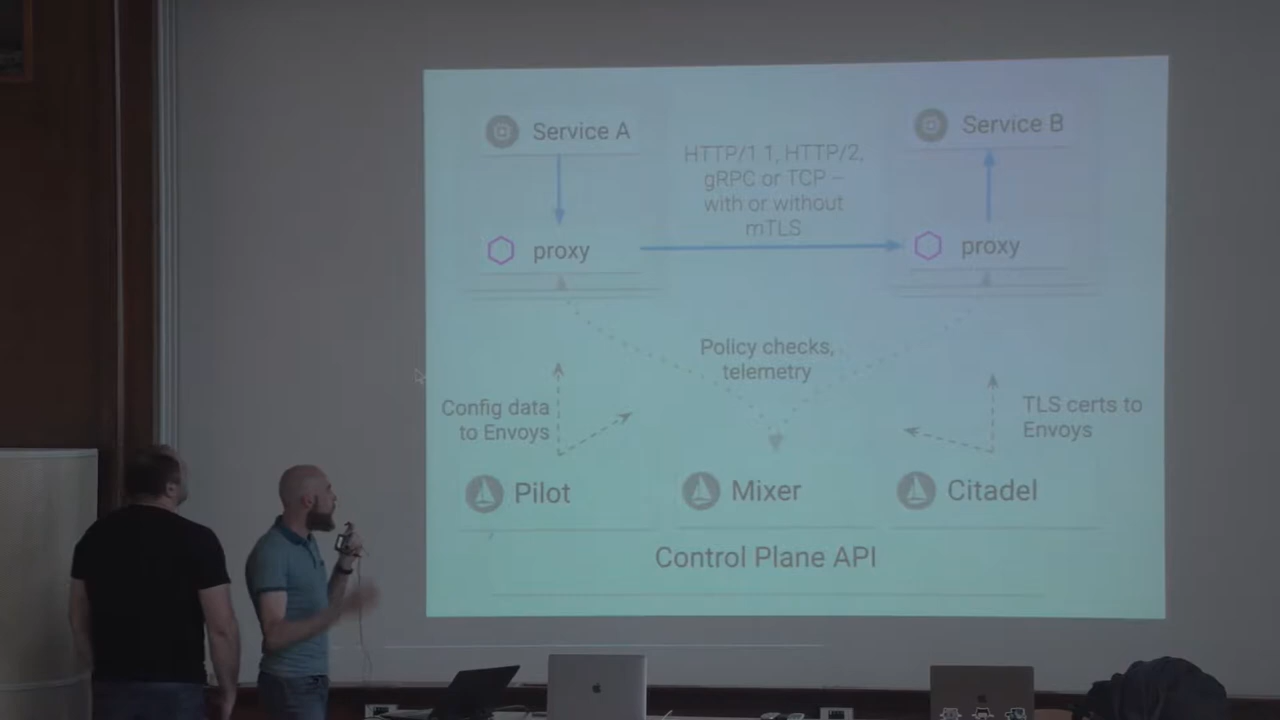 Service A
Service B
HTTP/1 1, HTTP/2,
gRPC or TCP –
with or without
mTLS
proxy
proxy
Policy checks,
telemetry
Config data
to Envoys
TLS certs to
Envoys
Pilot
Mixer
Citadel
Control Plane API